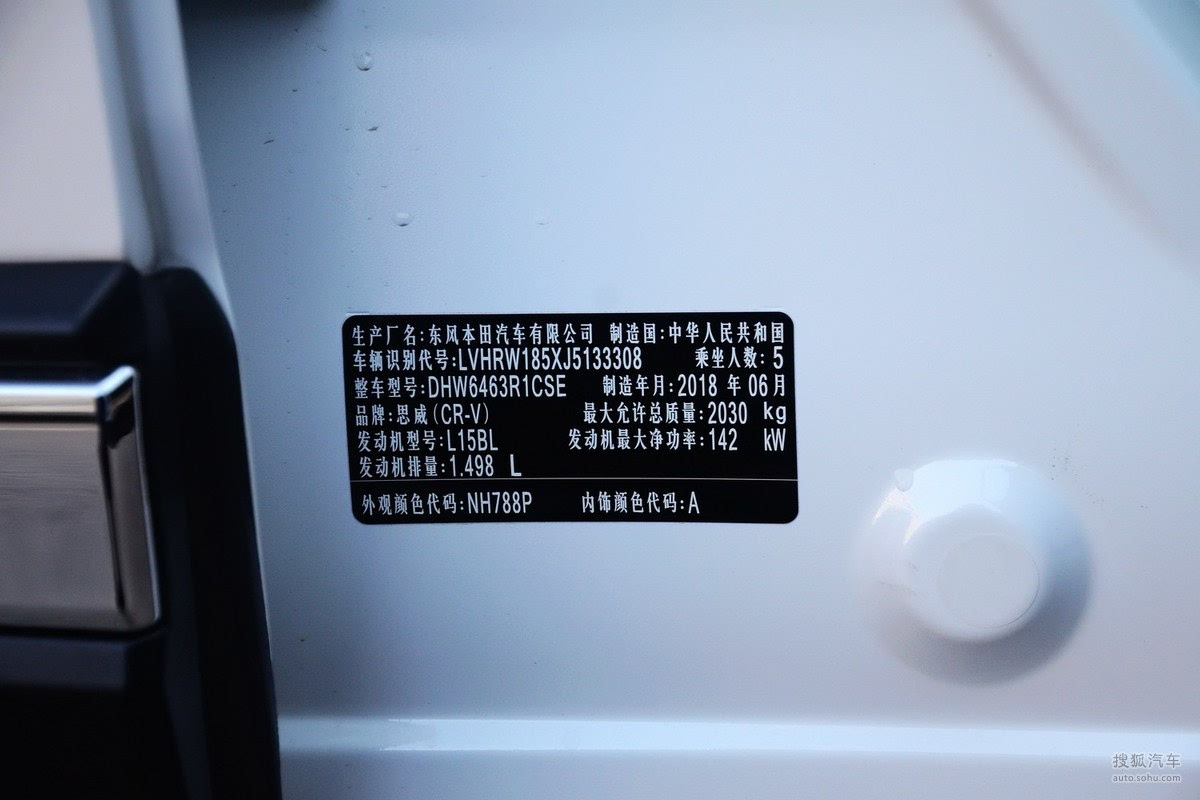 生产厂名:东风本田汽车有限公司 制造国:中华人民共和国
车辆识别代号:LVHRW185XJ5133308 乘坐人数:5
整车型号:DHW6463R1CSE 制造年月:2018 年 06月
品牌:思威(CR-V) 最大允许总质量:2030 kg
发动机型号:L15BL 发动机最大净功率:142 kW
发动机排量:1.498 L
外观颜色代码:NH788P 内饰颜色代码:A
搜狐汽车
auto.sohu.com